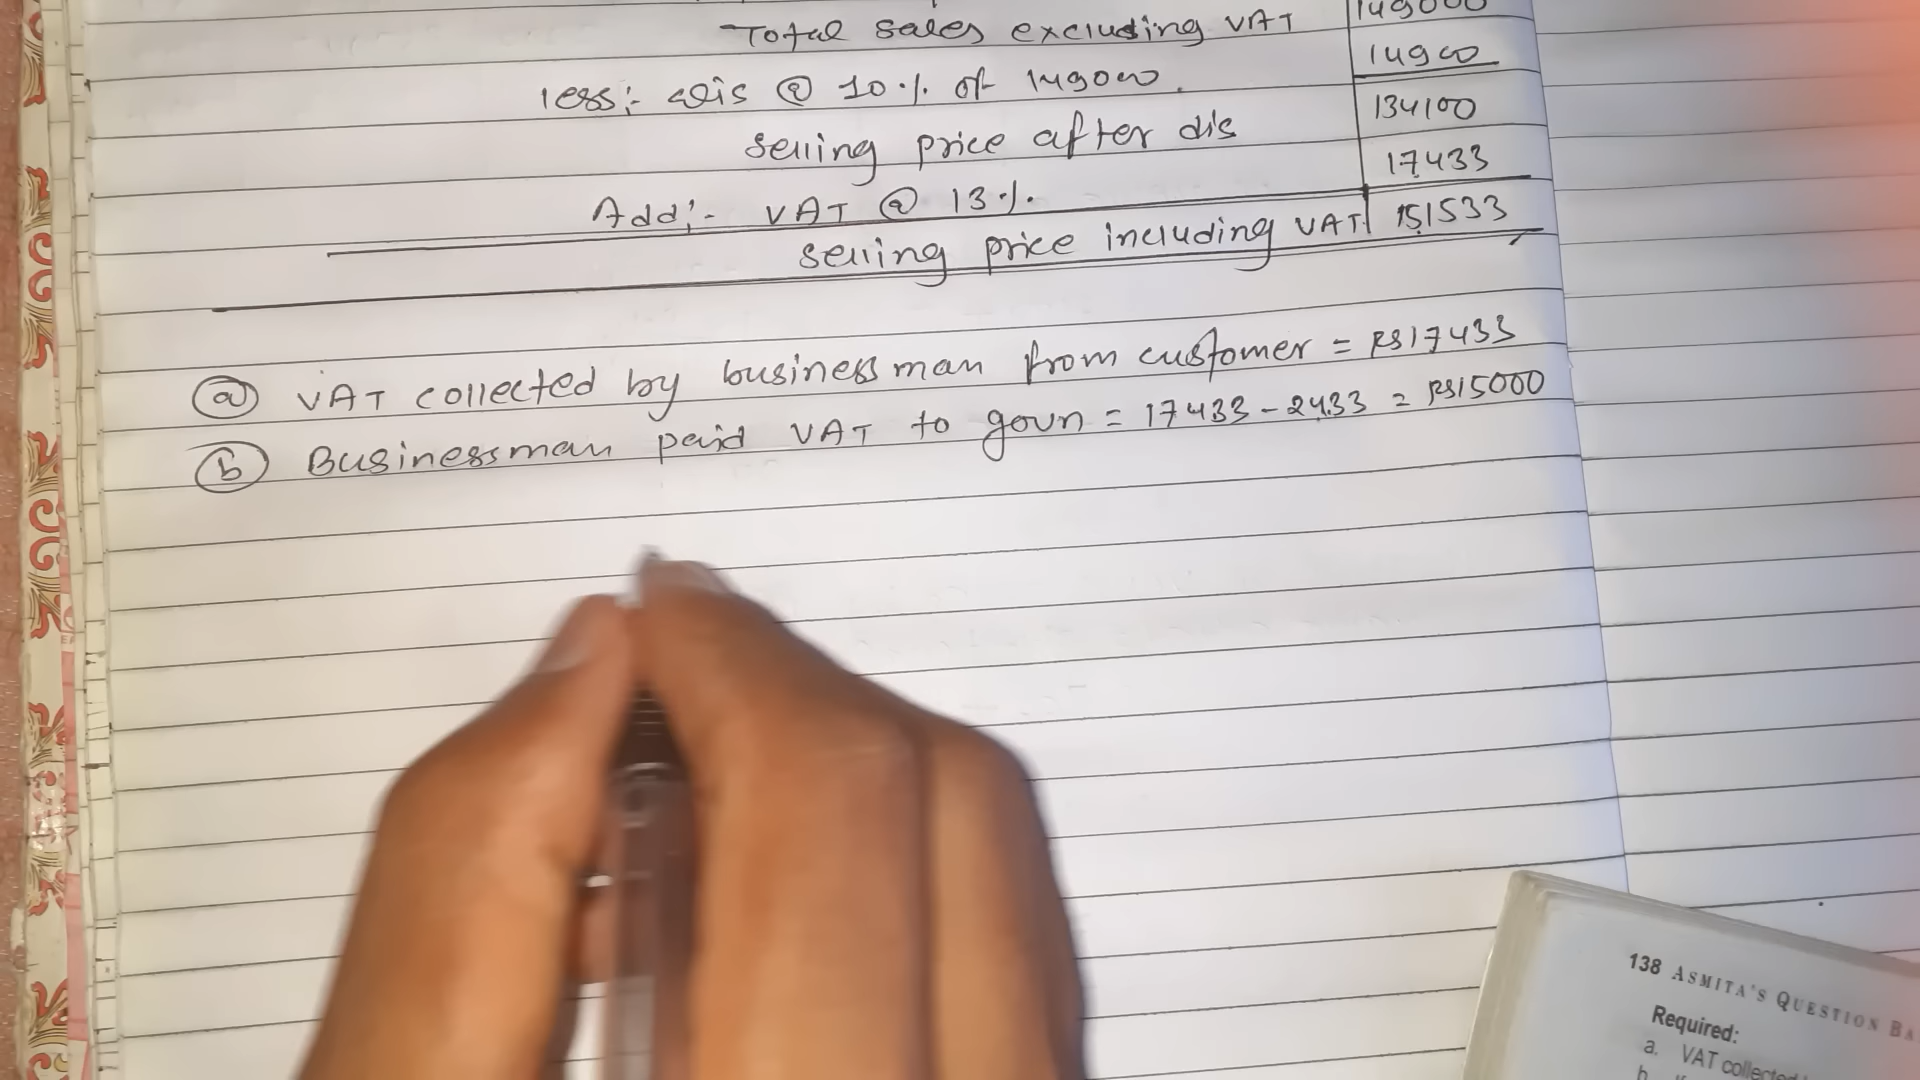 Total sales excluding VAT 149000
less:- dis @ 10% of 149000. 14900
selling price after dis 134100
Add:- VAT @ 13%. 17433
selling price including VAT 151533
(a) VAT collected by businessman from customer = RS17433
(b) Businessman paid VAT to govn = 17433-2433 = RS15000
138 ASMITA'S QUESTION BA
Required:
a. VAT collected
b.